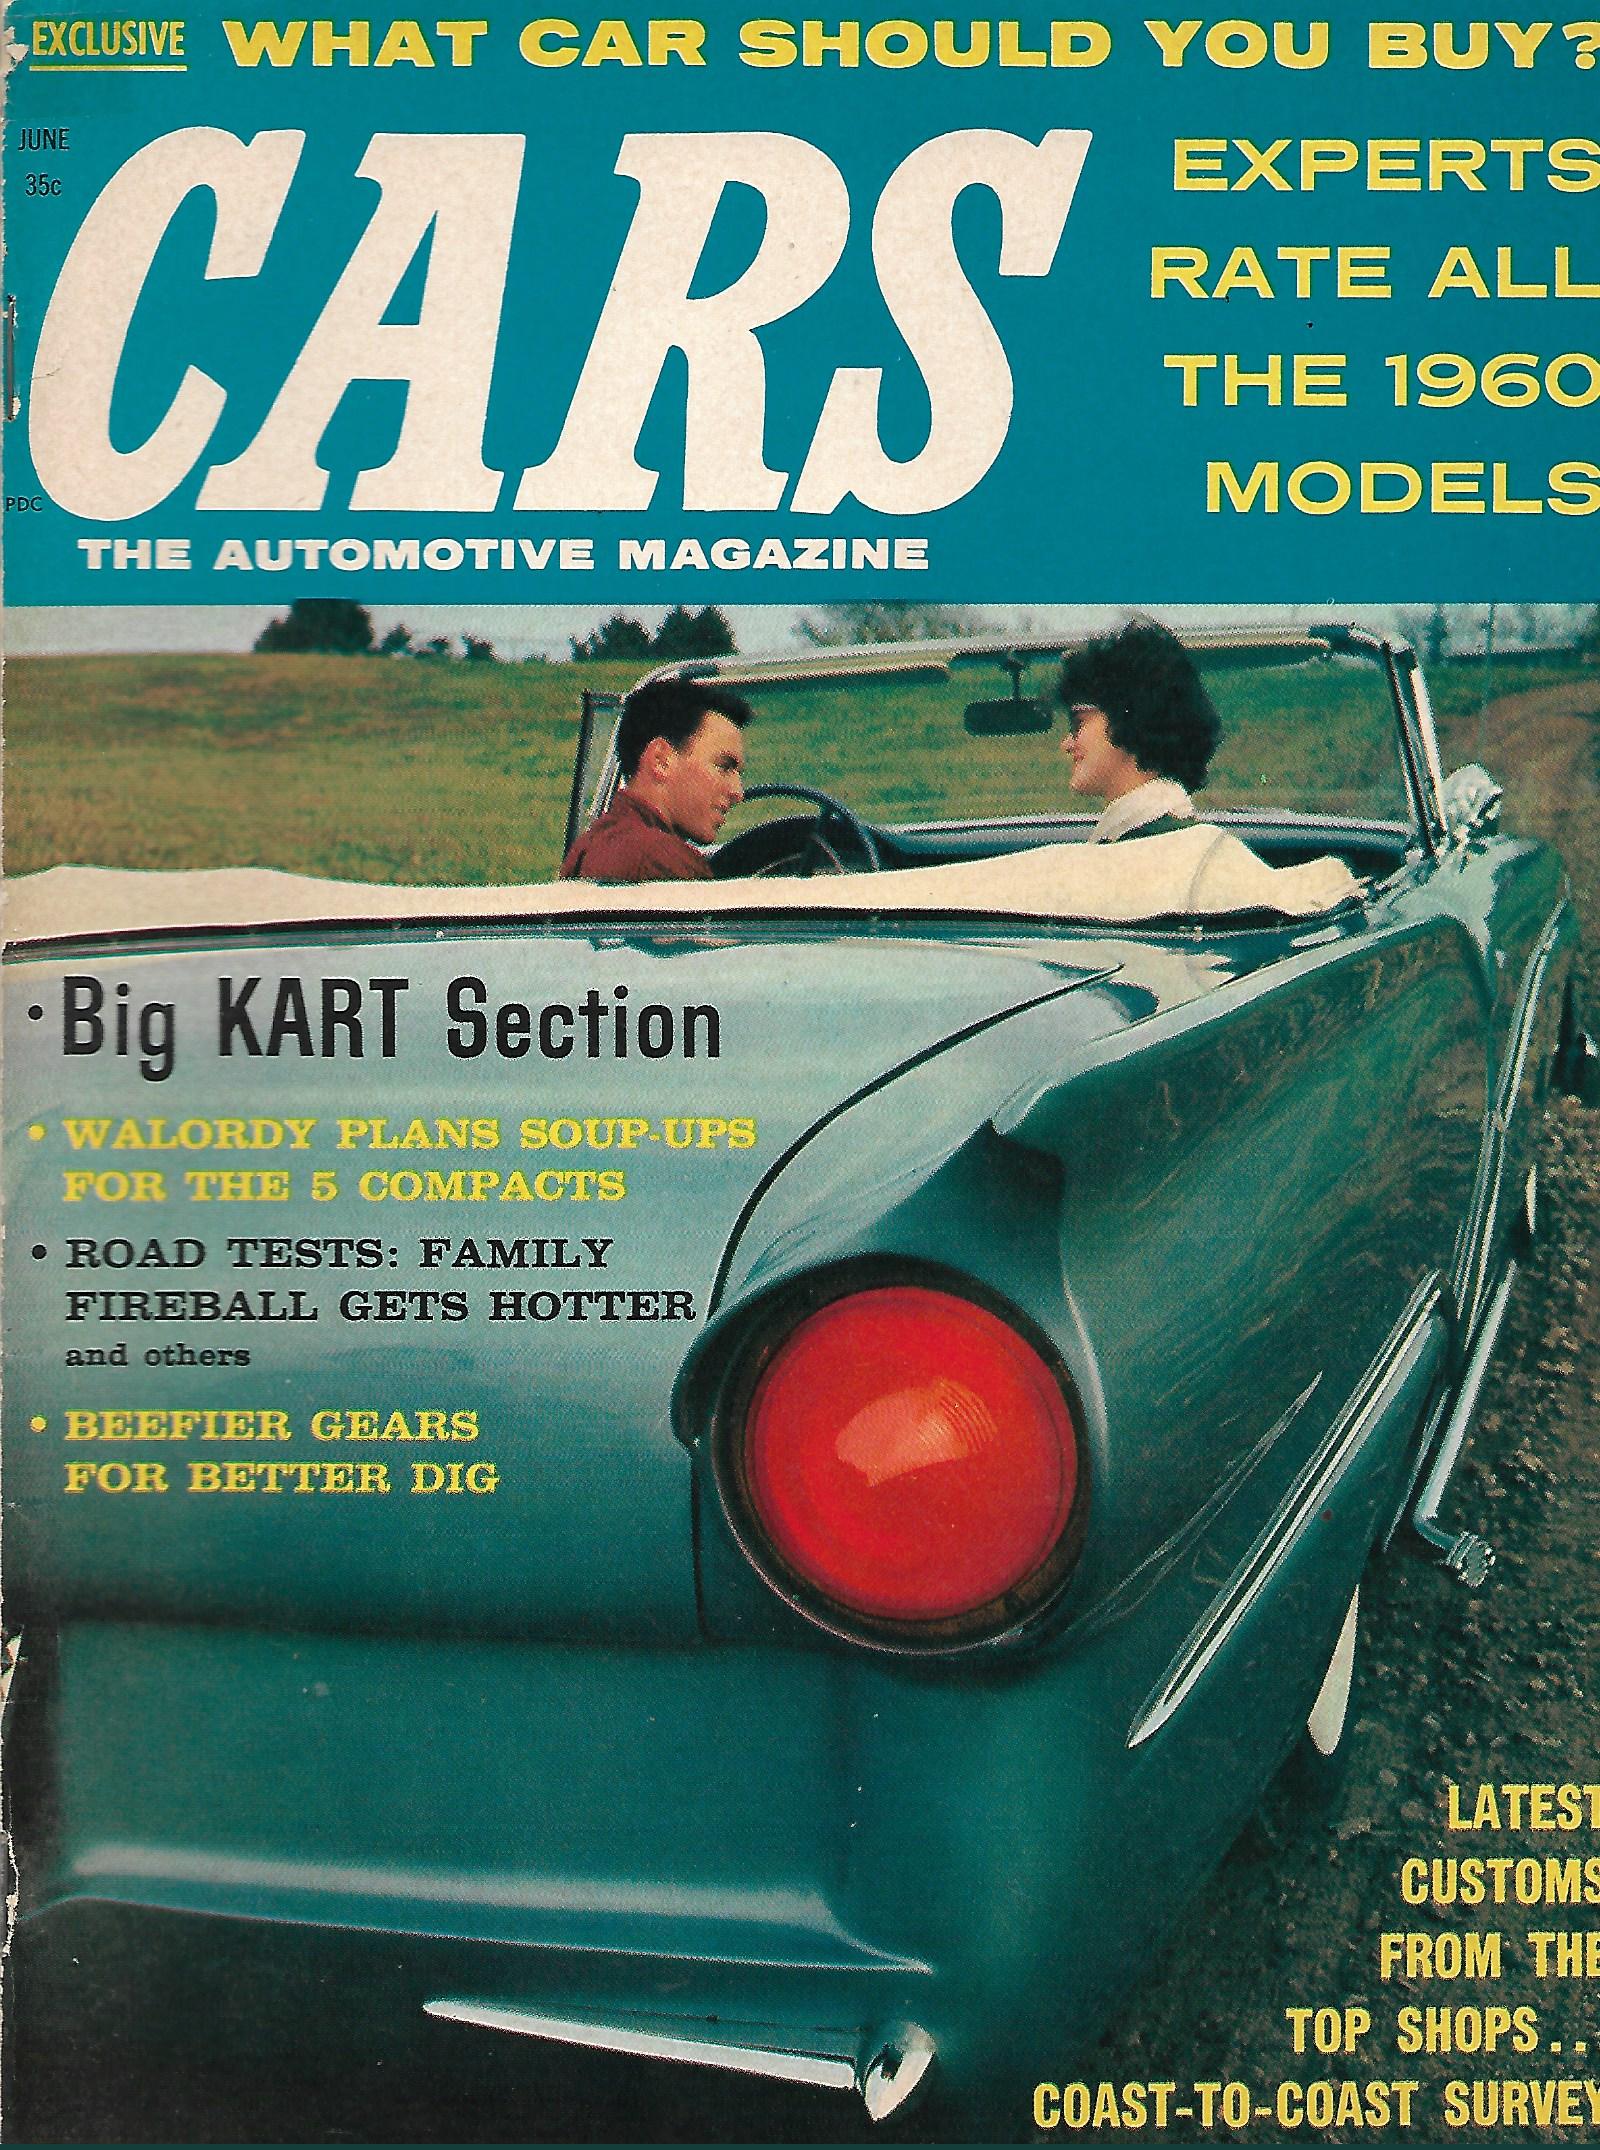 EXCLUSIVE WHAT CAR SHOULD YOU BUY?
JUNE
35c
CARS
PDC
THE AUTOMOTIVE MAGAZINE
EXPERTS
RATE ALL
THE 1960
MODELS
• Big KART Section
• WALORDY PLANS SOUP-UPS
FOR THE 5 COMPACTS
• ROAD TESTS: FAMILY
FIREBALL GETS HOTTER
and others
• BEEFIER GEARS
FOR BETTER DIG
LATEST
CUSTOMS
FROM THE
TOP SHOPS...
COAST-TO-COAST SURVEY